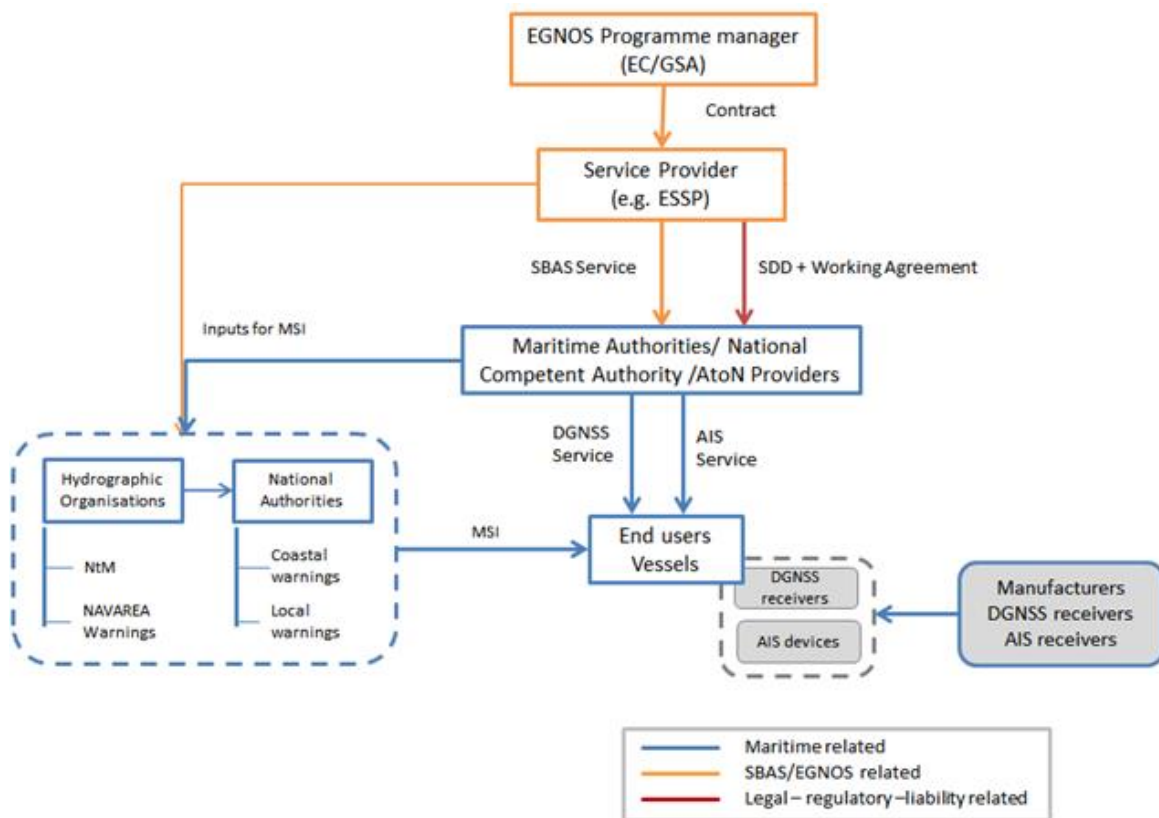 EGNOS Programme manager
(EC/GSA)
Contract
Service Provider
(e.g. ESSP)
SBAS Service
SDD + Working Agreement
Inputs for MSI
Maritime Authorities/ National
Competent Authority /AtoN Providers
DGNSS
Service
AIS
Service
Hydrographic
Organisations
National
Authorities
NtM
NAVAREA
Warnings
Coastal
warnings
Local
warnings
MSI
End users
Vessels
DGNSS
receivers
AIS devices
Manufacturers
DGNSS receivers
AIS receivers
Maritime related
SBAS/EGNOS related
Legal – regulatory –liability related